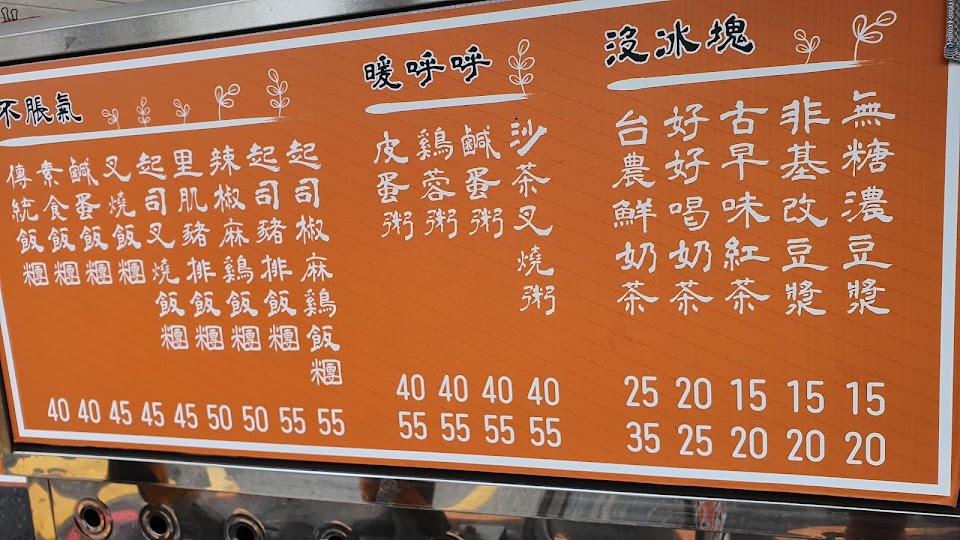 不脹氣
傳統飯糰
素食飯糰
鹹蛋飯糰
叉燒飯糰
起司叉燒飯糰
里肌豬排飯糰
辣椒麻雞飯糰
起司豬排飯糰
起司椒麻雞飯糰
40 40 45 45 45 50 50 55 55
暖呼呼
皮蛋粥
雞蓉粥
鹹蛋粥
沙茶叉燒粥
40 40 40 40
55 55 55 55
沒冰塊
台農鮮奶茶
好好喝奶茶
古早味紅茶
非基改豆漿
無糖濃豆漿
25 20 15 15 15
35 25 20 20 20